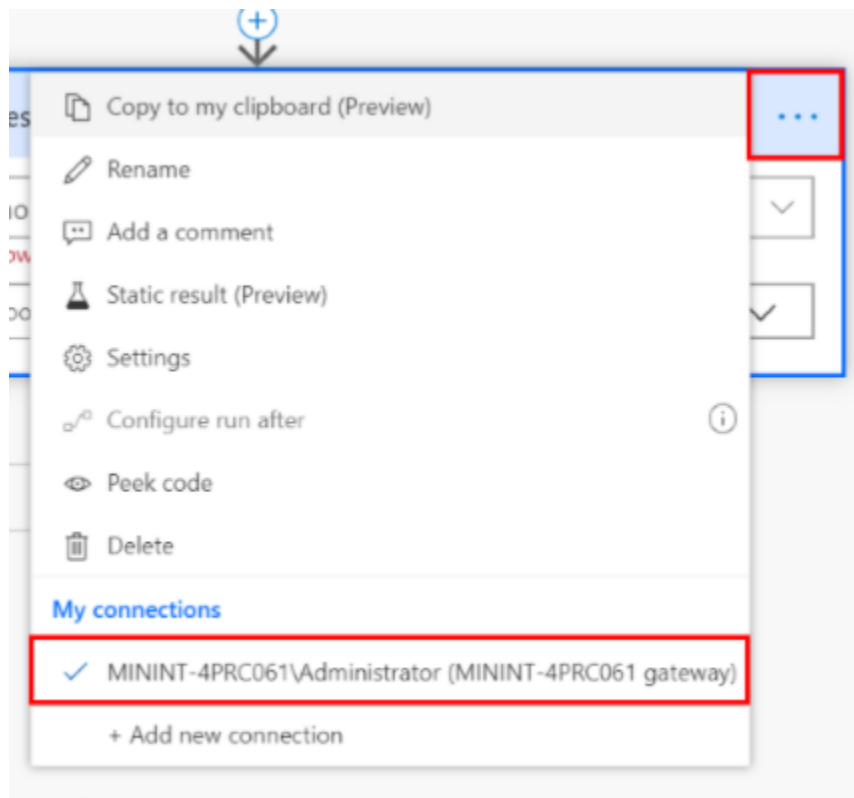 Copy to my clipboard (Preview)
...
Rename
Add a comment
Static result (Preview)
Settings
Configure run after
Peek code
Delete
My connections
MININT-4PRC061\Administrator (MININT-4PRC061 gateway)
+ Add new connection